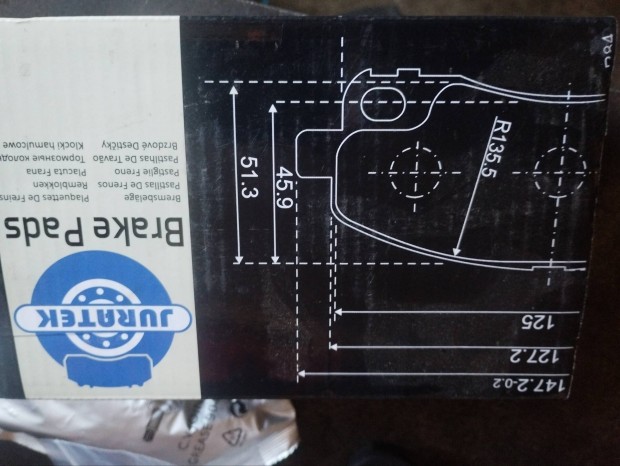 147.2-0.2
127.2
125
JURATEK
Brake Pads
Bremsbeläge Plaquettes De Freins
Pastillas De Frenos Remblokken
Pastiglie Freno Placuta Frana
Pastilhas De Travão Тормозные колод
Brzdové Destičky Klocki hamulcowe
R135.5
45.9
51.3